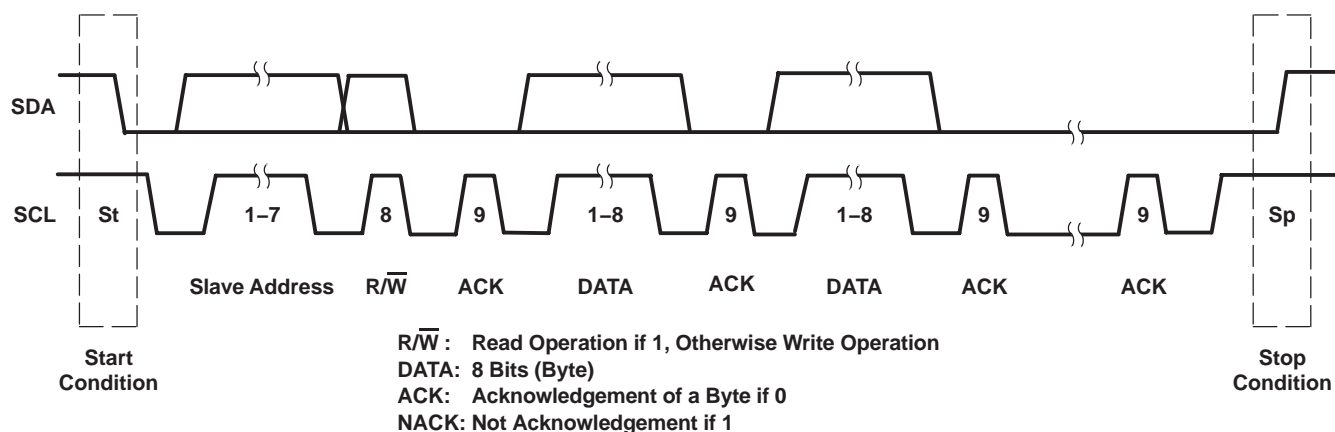 SDA
SCL St 1–7 8 9 1–8 9 1–8 9 9 Sp
Slave Address R/W̅ ACK DATA ACK DATA ACK ACK
Start
Condition
Stop
Condition
R/W̅ : Read Operation if 1, Otherwise Write Operation
DATA: 8 Bits (Byte)
ACK: Acknowledgement of a Byte if 0
NACK: Not Acknowledgement if 1